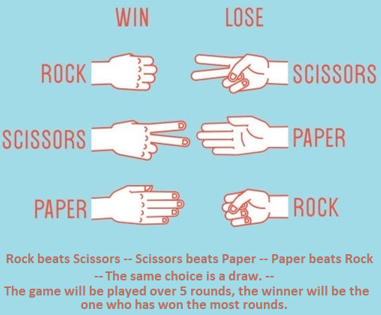 WIN LOSE
ROCK SCISSORS
SCISSORS PAPER
PAPER ROCK
Rock beats Scissors -- Scissors beats Paper -- Paper beats Rock
-- The same choice is a draw. --
The game will be played over 5 rounds, the winner will be the
one who has won the most rounds.